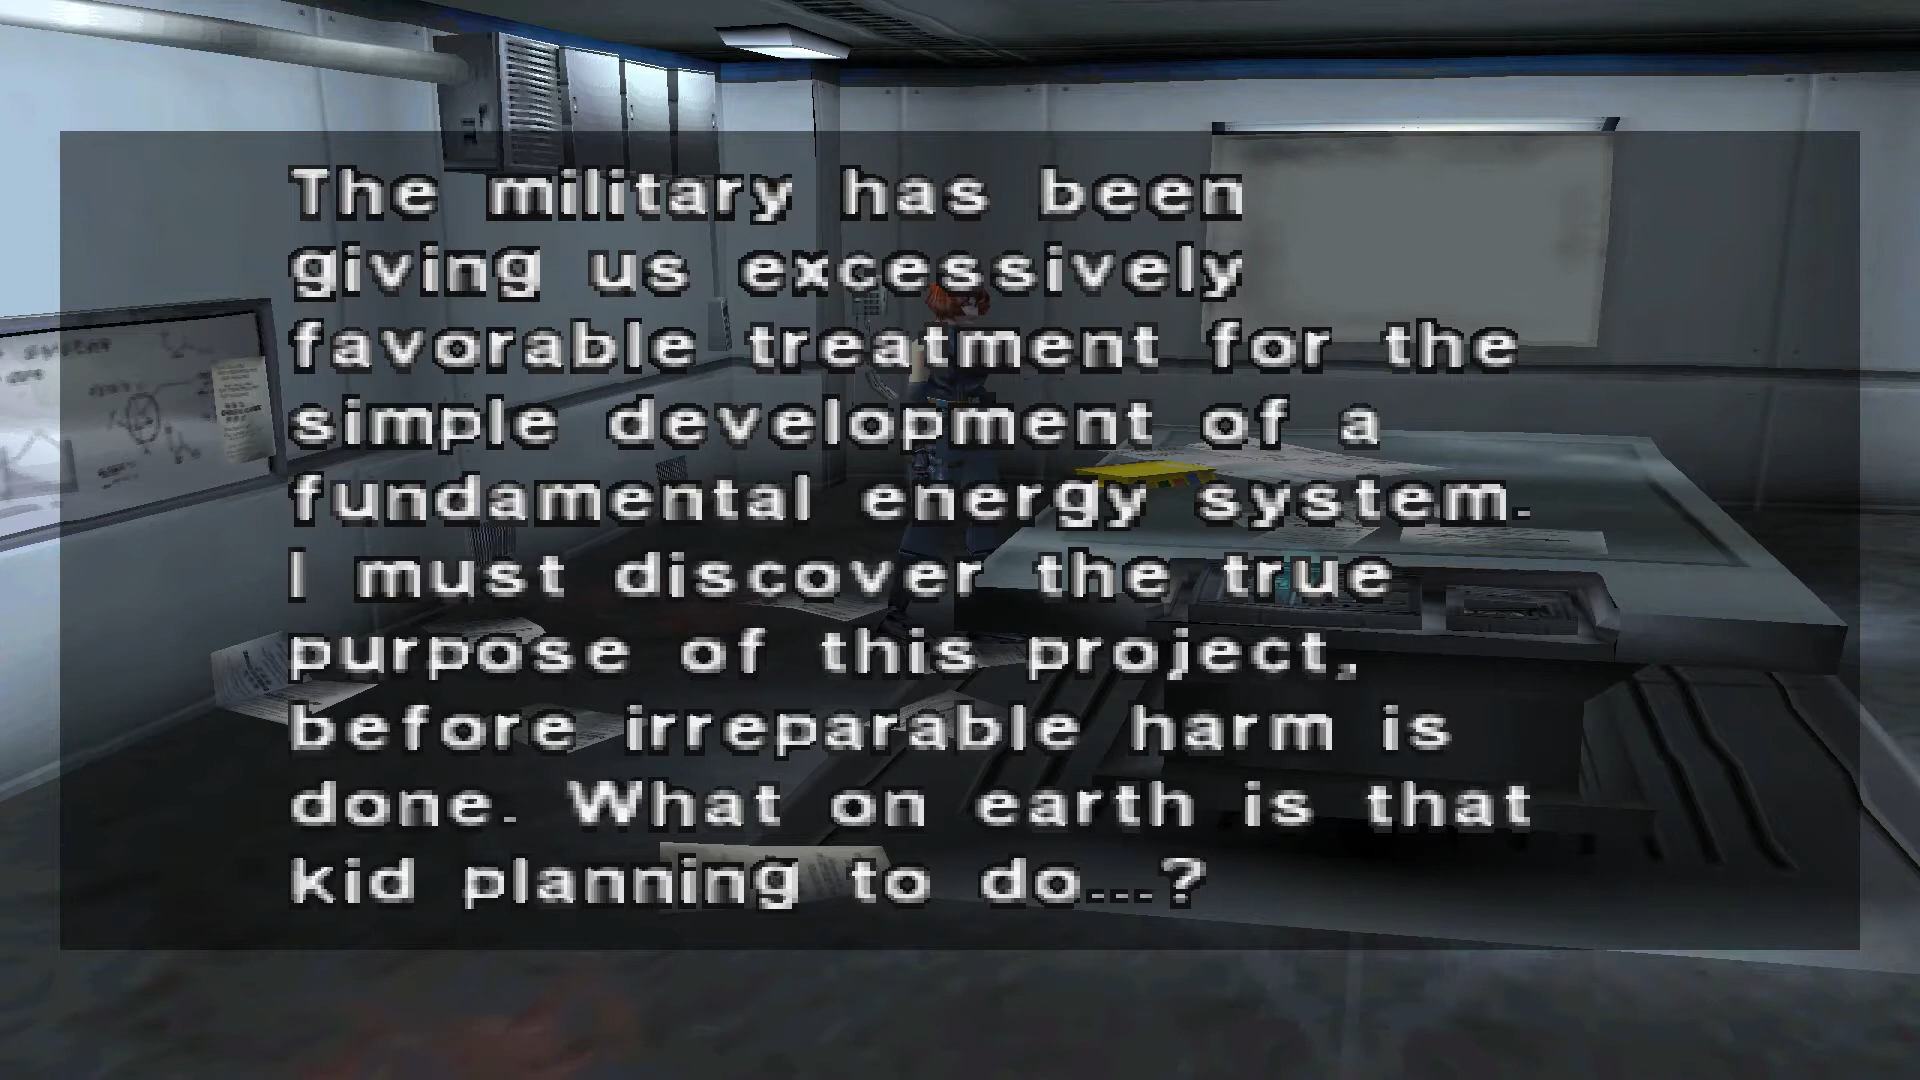 The military has been
giving us excessively
favorable treatment for the
simple development of a
fundamental energy system.
I must discover the true
purpose of this project,
before irreparable harm is
done. What on earth is that
kid planning to do...?